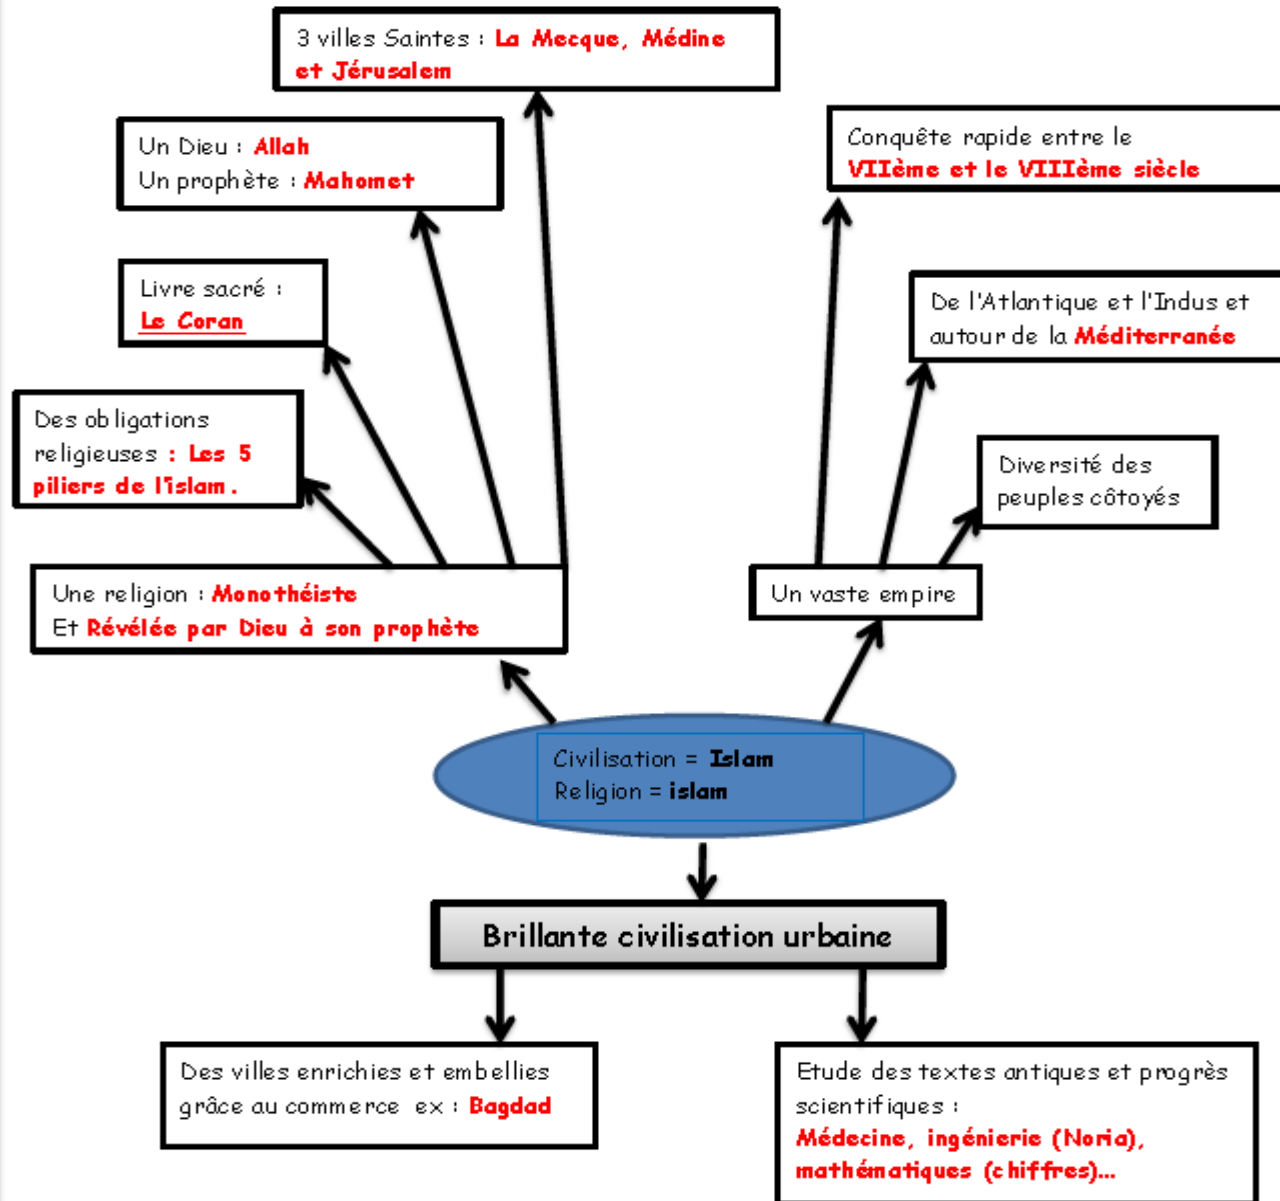 3 villes Saintes : La Mecque, Médine
et Jérusalem
Un Dieu : Allah
Un prophète : Mahomet
Livre sacré :
Le Coran
Des obligations
religieuses : Les 5
piliers de l'islam.
Une religion : Monothéiste
Et Révélée par Dieu à son prophète
Conquête rapide entre le
VIIème et le VIIIème siècle
De l'Atlantique et l'Indus et
autour de la Méditerranée
Diversité des
peuples côtoyés
Un vaste empire
Civilisation = Islam
Religion = islam
Brillante civilisation urbaine
Des villes enrichies et embellies
grâce au commerce ex : Bagdad
Etude des textes antiques et progrès
scientifiques :
Médecine, ingénierie (Noria),
mathématiques (chiffres)...